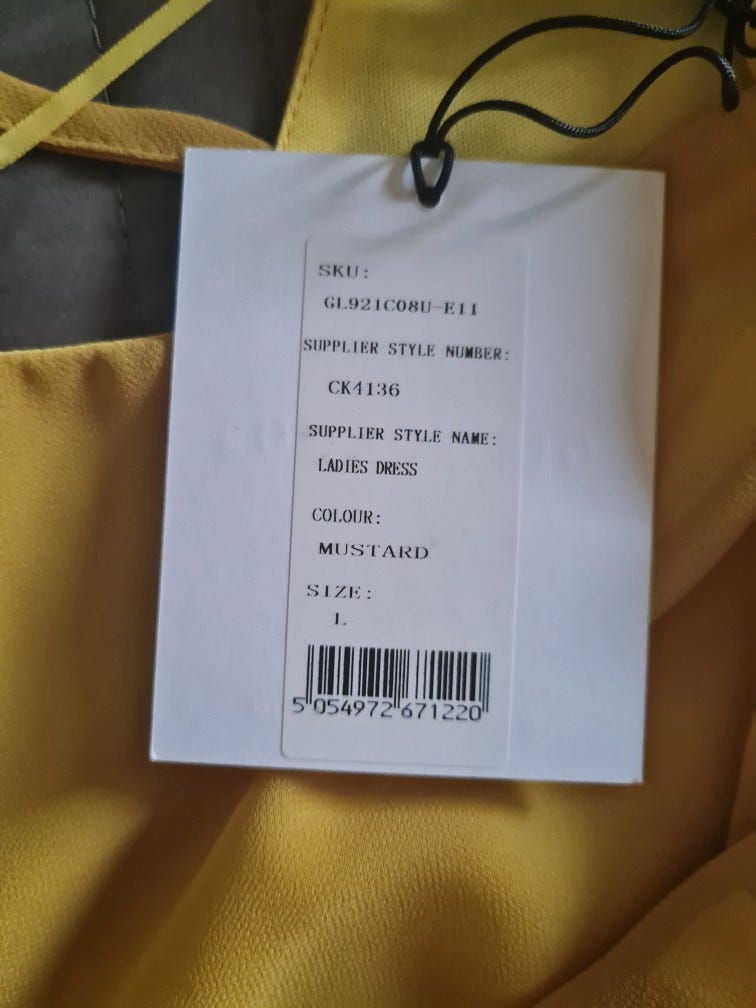 SKU:
GL921C08U-E11
SUPPLIER STYLE NUMBER:
CK4136
SUPPLIER STYLE NAME:
LADIES DRESS
COLOUR:
MUSTARD
SIZE:
L
5 054972 671220